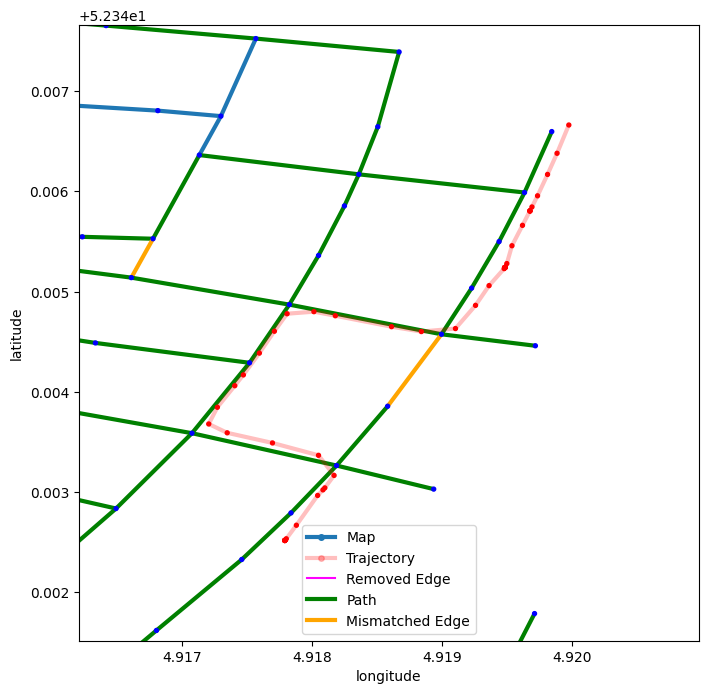 +5.234e1
0.007
0.006
0.005
0.004
0.003
0.002
latitude
Map
Trajectory
Removed Edge
Path
Mismatched Edge
4.917 4.918 4.919 4.920
longitude